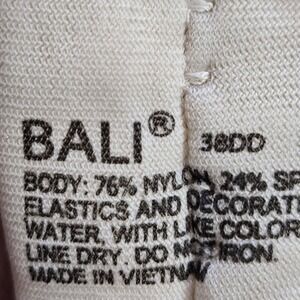 BALI® 38DD
BODY: 76% NYLON, 24% SP
ELASTICS AND DECORATI
WATER, WITH LIKE COLOR
LINE DRY. DO NOT IRON.
MADE IN VIETNAM